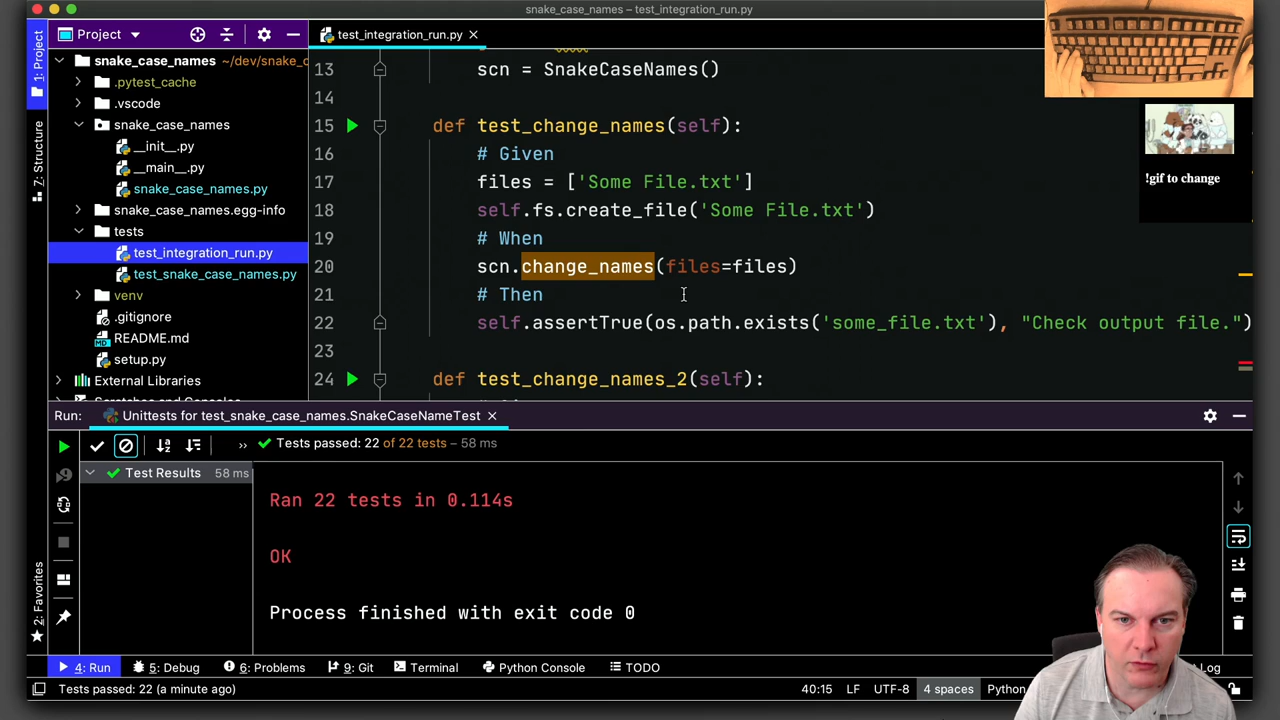 snake_case_names – test_integration_run.py
Project
test_integration_run.py
1: Project
7: Structure
2: Favorites
snake_case_names ~/dev/snake_c
.pytest_cache
.vscode
snake_case_names
__init__.py
__main__.py
snake_case_names.py
snake_case_names.egg-info
tests
test_integration_run.py
test_snake_case_names.py
venv
.gitignore
README.md
setup.py
External Libraries
13 scn = SnakeCaseNames()
14
15 def test_change_names(self):
16 # Given
17 files = ['Some File.txt']
18 self.fs.create_file('Some File.txt')
19 # When
20 scn.change_names(files=files)
21 # Then
22 self.assertTrue(os.path.exists('some_file.txt'), "Check output file.")
23
24 def test_change_names_2(self):
!gif to change
Run: Unittests for test_snake_case_names.SnakeCaseNameTest
» Tests passed: 22 of 22 tests – 58 ms
Test Results 58 ms
Ran 22 tests in 0.114s
OK
Process finished with exit code 0
4: Run 5: Debug 6: Problems 9: Git Terminal Python Console TODO Log
Tests passed: 22 (a minute ago) 40:15 LF UTF-8 4 spaces Python